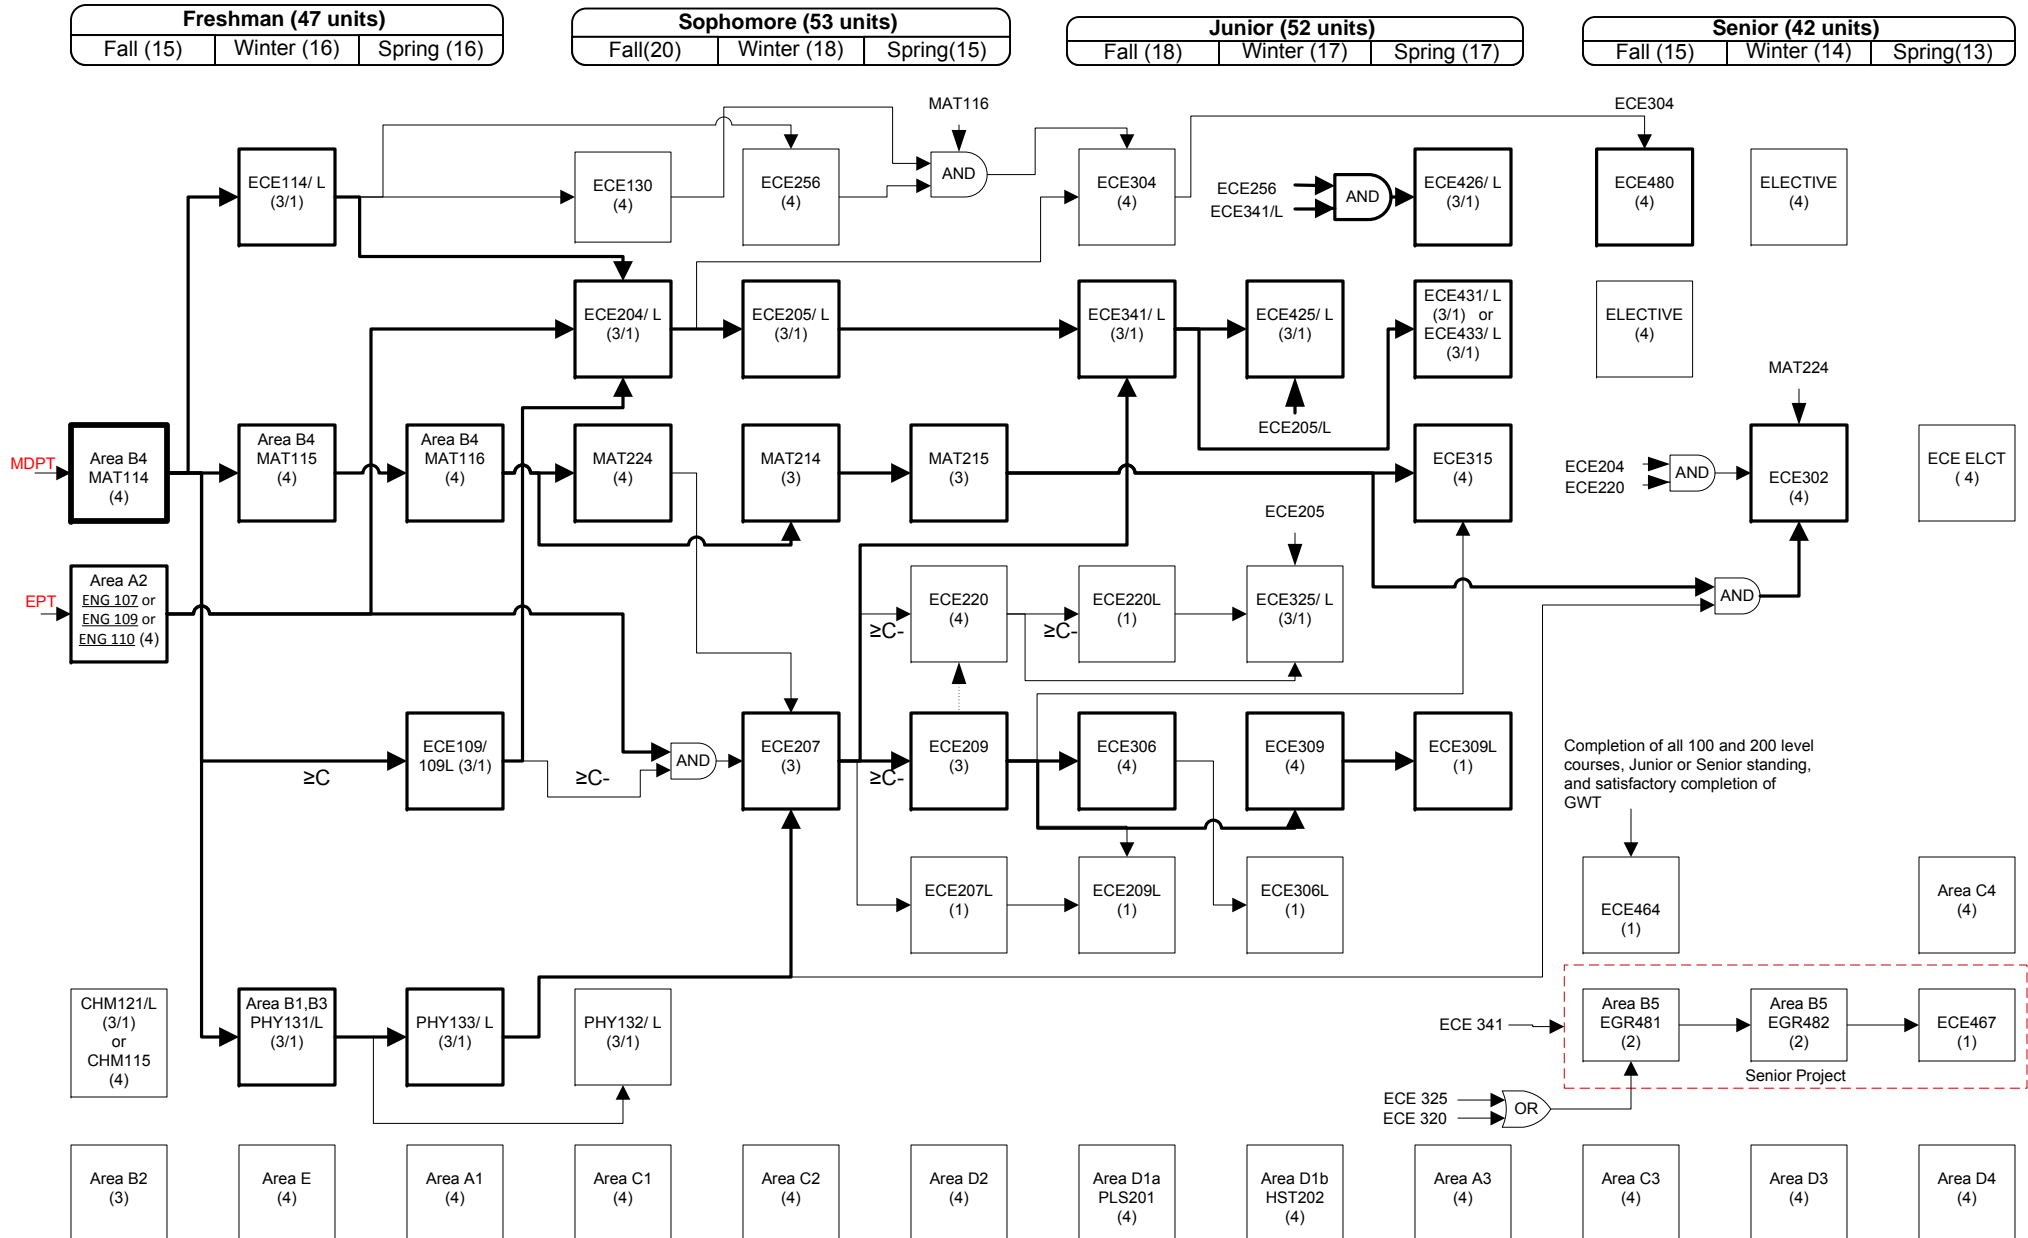 Freshman (47 units)
Fall (15) Winter (16) Spring (16)
Sophomore (53 units)
Fall(20) Winter (18) Spring(15)
Junior (52 units)
Fall (18) Winter (17) Spring (17)
Senior (42 units)
Fall (15) Winter (14) Spring(13)
MAT116
ECE304
ECE114/ L
(3/1)
ECE130
(4)
ECE256
(4)
AND
ECE304
(4)
ECE256
ECE341/L
AND
ECE426/ L
(3/1)
ECE480
(4)
ELECTIVE
(4)
ECE204/ L
(3/1)
ECE205/ L
(3/1)
ECE341/ L
(3/1)
ECE425/ L
(3/1)
ECE431/ L
(3/1) or
ECE433/ L
(3/1)
ELECTIVE
(4)
MAT224
ECE205/L
MDPT
Area B4
MAT114
(4)
Area B4
MAT115
(4)
Area B4
MAT116
(4)
MAT224
(4)
MAT214
(3)
MAT215
(3)
ECE315
(4)
ECE204
ECE220
AND
ECE302
(4)
ECE ELCT
( 4)
ECE205
EPT
Area A2
ENG 107 or
ENG 109 or
ENG 110 (4)
≥C-
ECE220
(4)
≥C-
ECE220L
(1)
ECE325/ L
(3/1)
AND
≥C
ECE109/
109L (3/1)
≥C-
AND
ECE207
(3)
≥C-
ECE209
(3)
ECE306
(4)
ECE309
(4)
ECE309L
(1)
Completion of all 100 and 200 level
courses, Junior or Senior standing,
and satisfactory completion of
GWT
ECE207L
(1)
ECE209L
(1)
ECE306L
(1)
ECE464
(1)
Area C4
(4)
CHM121/L
(3/1)
or
CHM115
(4)
Area B1,B3
PHY131/L
(3/1)
PHY133/ L
(3/1)
PHY132/ L
(3/1)
ECE 341
Area B5
EGR481
(2)
Area B5
EGR482
(2)
ECE467
(1)
Senior Project
ECE 325
ECE 320
OR
Area B2
(3)
Area E
(4)
Area A1
(4)
Area C1
(4)
Area C2
(4)
Area D2
(4)
Area D1a
PLS201
(4)
Area D1b
HST202
(4)
Area A3
(4)
Area C3
(4)
Area D3
(4)
Area D4
(4)